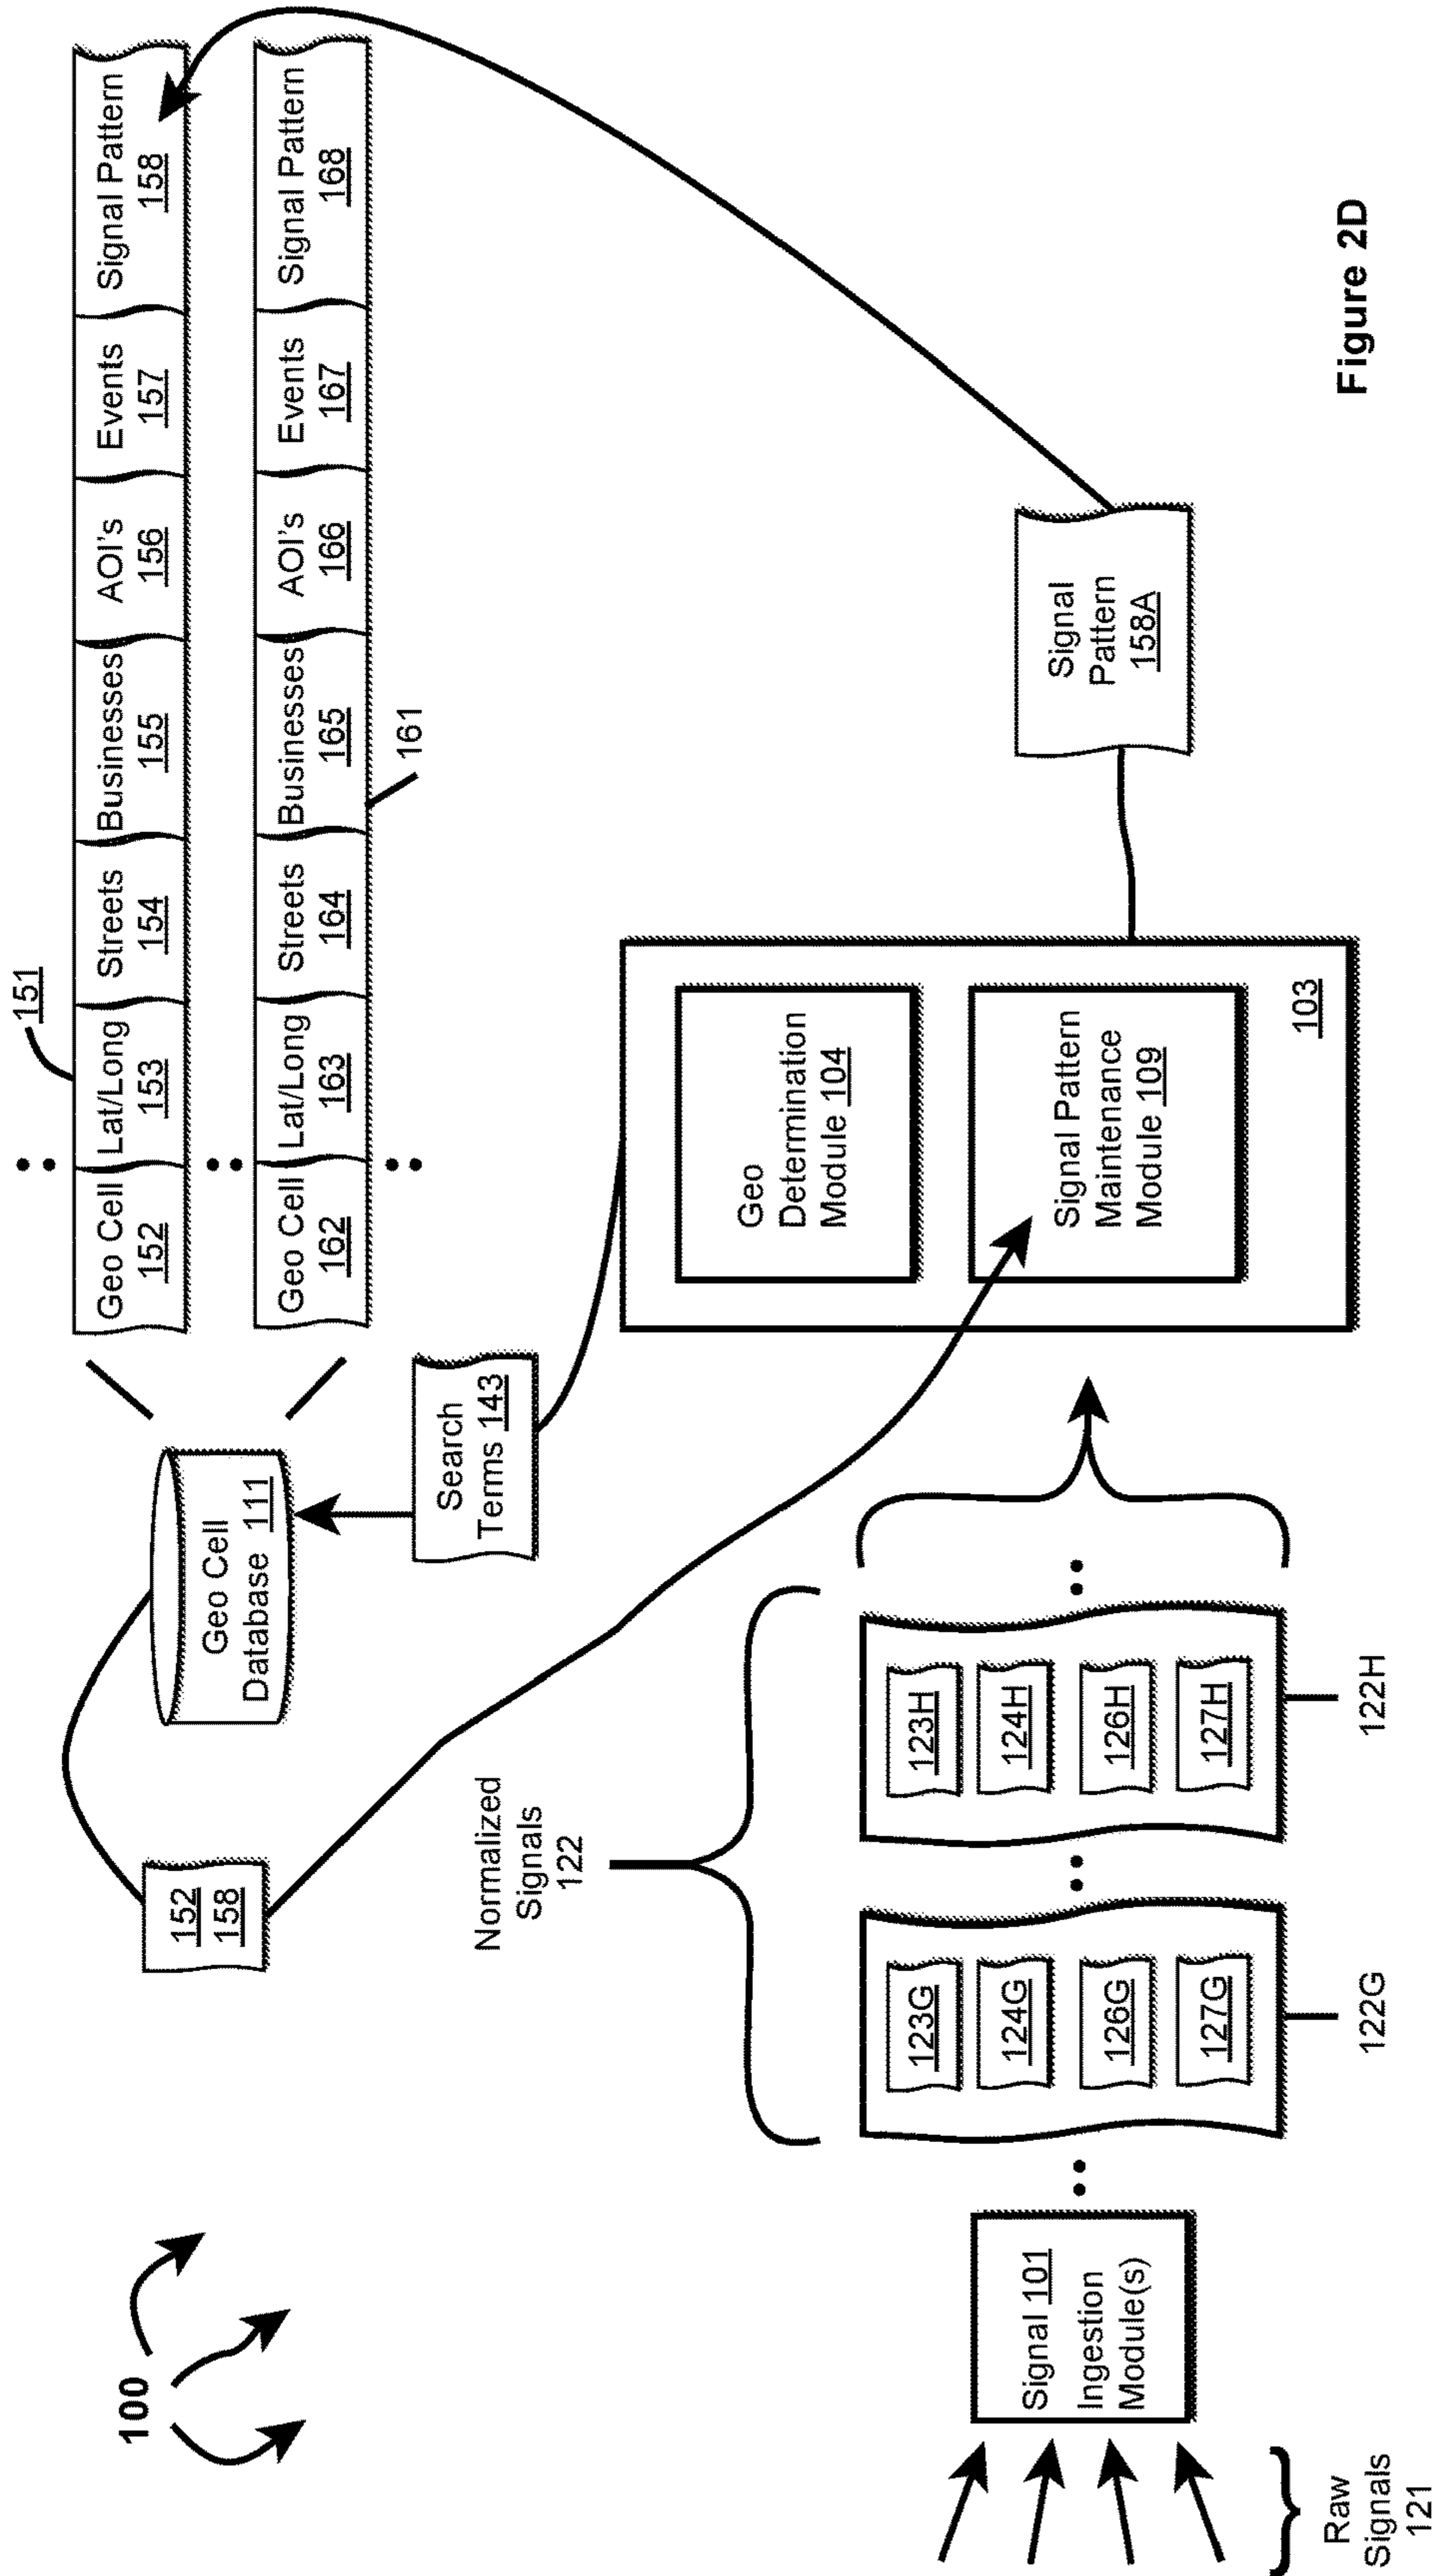 100
151
Geo Cell
152
Lat/Long
153
Streets
154
Businesses
155
AOI's
156
Events
157
Signal Pattern
158
Geo Cell
162
Lat/Long
163
Streets
164
Businesses
165
AOI's
166
Events
167
Signal Pattern
168
161
152
158
Geo Cell
Database 111
Search
Terms 143
Normalized
Signals
122
Geo
Determination
Module 104
Signal Pattern
Maintenance
Module 109
103
Signal
Pattern
158A
Raw
Signals
121
Signal 101
Ingestion
Module(s)
123G
124G
126G
127G
122G
123H
124H
126H
127H
122H
Figure 2D